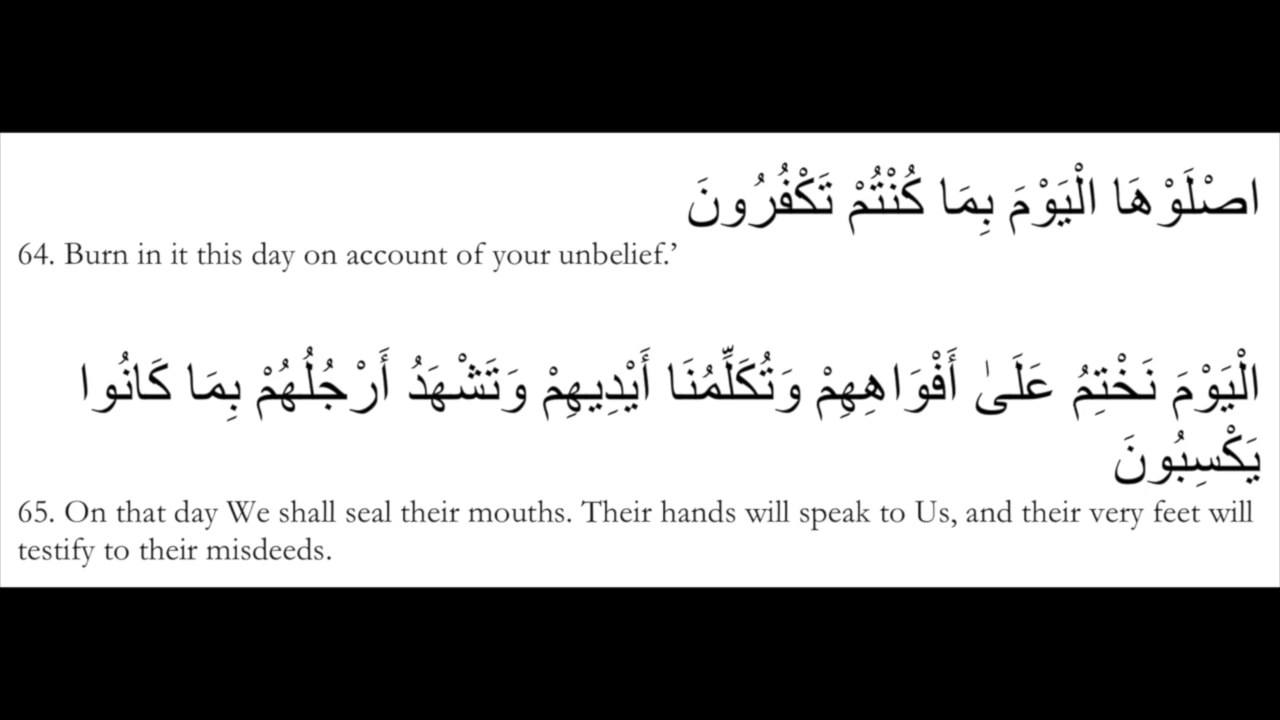 اصْلَوْهَا الْيَوْمَ بِمَا كُنْتُمْ تَكْفُرُونَ
64. Burn in it this day on account of your unbelief.’
الْيَوْمَ نَخْتِمُ عَلَىٰ أَفْوَاهِهِمْ وَتُكَلِّمُنَا أَيْدِيهِمْ وَتَشْهَدُ أَرْجُلُهُمْ بِمَا كَانُوا
يَكْسِبُونَ
65. On that day We shall seal their mouths. Their hands will speak to Us, and their very feet will
testify to their misdeeds.